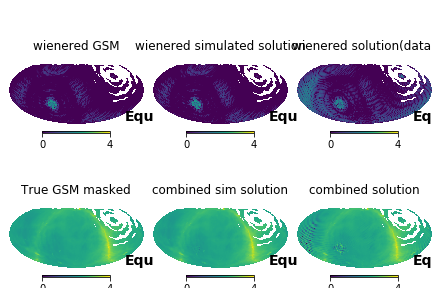 wienered GSM wienered simulated solution wienered solution(data
Equ Equ Eq
0 4 0 4 0 4
True GSM masked combined sim solution combined solution
Equ Equ Eq
0 4 0 4 0 4